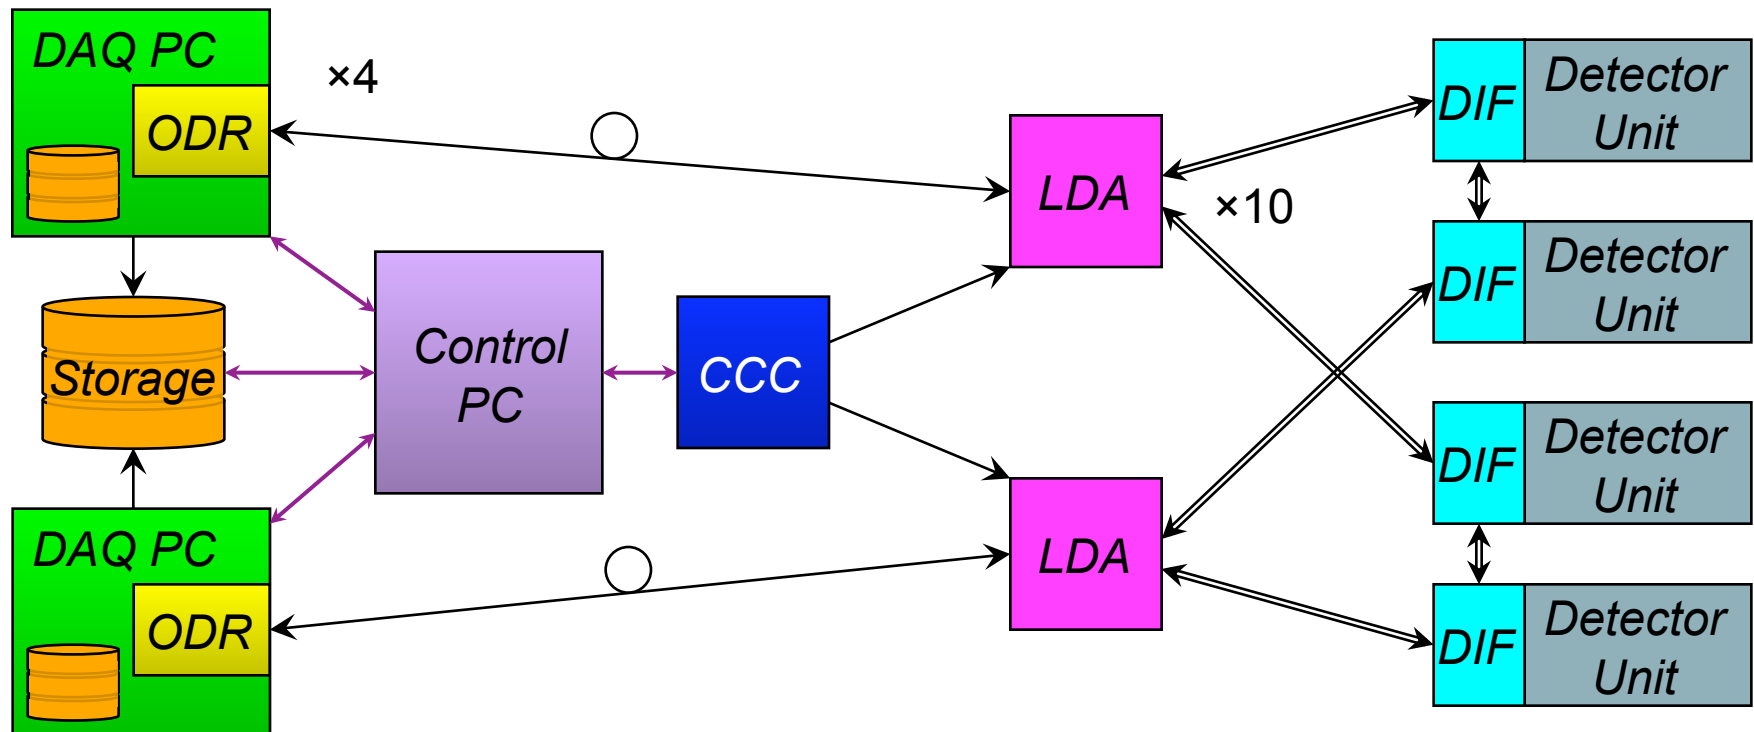 DAQ PC
ODR
×4
LDA
×10
DIF
Detector
Unit
DIF
Detector
Unit
Storage
Control
PC
CCC
DIF
Detector
Unit
DAQ PC
ODR
LDA
DIF
Detector
Unit